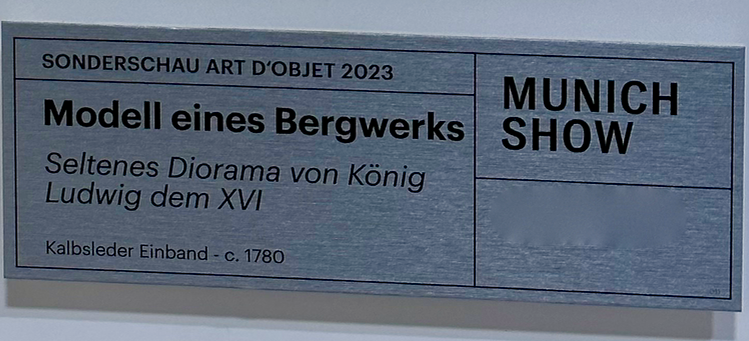 SONDERSCHAU ART D'OBJET 2023
Modell eines Bergwerks
Seltenes Diorama von König
Ludwig dem XVI
Kalbsleder Einband - c. 1780
MUNICH
SHOW